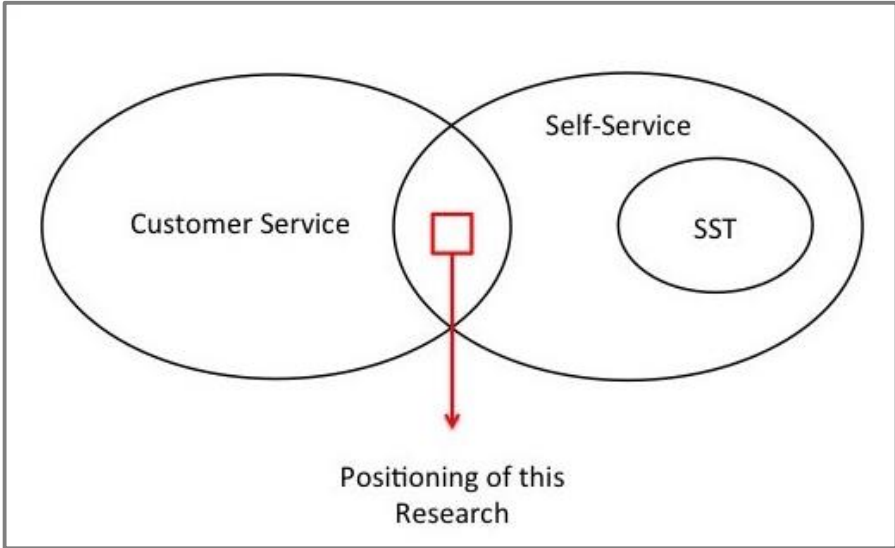 Self-Service
Customer Service
SST
Positioning of this
Research